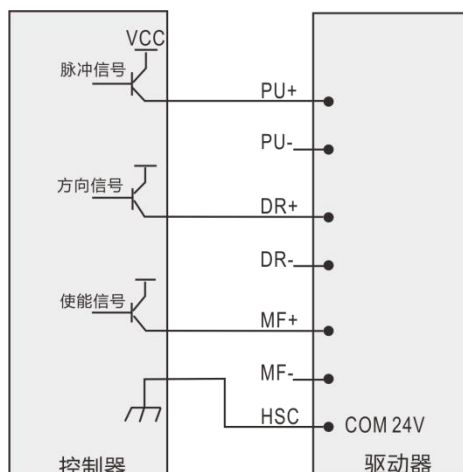 VCC
脉冲信号
PU+
PU-
方向信号
DR+
DR-
使能信号
MF+
MF-
HSC
COM 24V
控制器
驱动器